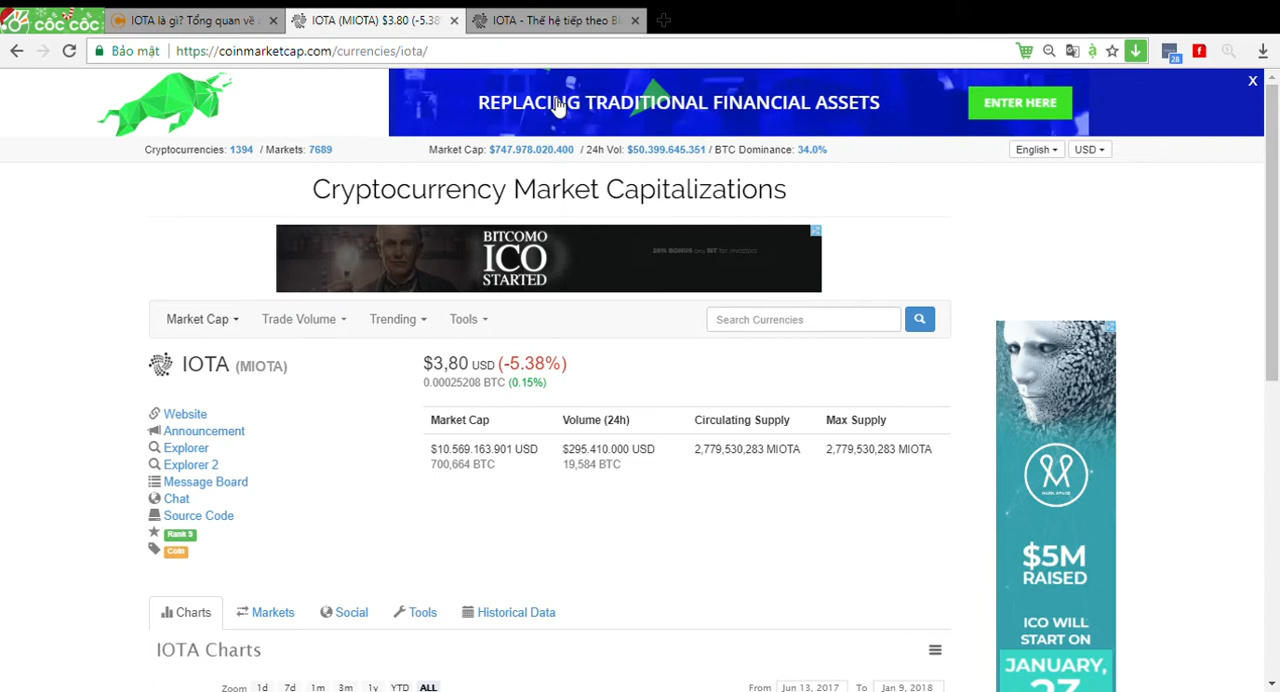 CỐC CỐC
IOTA là gì? Tổng quan về
IOTA (MIOTA) $3,80 (-5.38%
IOTA - Thế hệ tiếp theo Bl
Bảo mật
https://coinmarketcap.com/currencies/iota/
28
REPLACING TRADITIONAL FINANCIAL ASSETS
ENTER HERE
X
Cryptocurrencies: 1394 / Markets: 7689
Market Cap: $747.978.020.400 / 24h Vol: $50.399.645.351 / BTC Dominance: 34.0%
English
USD
Cryptocurrency Market Capitalizations
BITCOMO
ICO
STARTED
Market Cap
Trade Volume
Trending
Tools
Search Currencies
IOTA (MIOTA)
$3,80 USD (-5.38%)
0.00025208 BTC (0.15%)
Website
Announcement
Explorer
Explorer 2
Message Board
Chat
Source Code
Rank 5
Coin
Market Cap
Volume (24h)
Circulating Supply
Max Supply
$10.569.163.901 USD
$295.410.000 USD
2,779,530,283 MIOTA
2,779,530,283 MIOTA
700,664 BTC
19,584 BTC
$5M
RAISED
ICO WILL
START ON
JANUARY,
27
Charts
Markets
Social
Tools
Historical Data
IOTA Charts
Zoom 1d 7d 1m 3m 1y YTD ALL
From Jun 13, 2017 To Jan 9, 2018